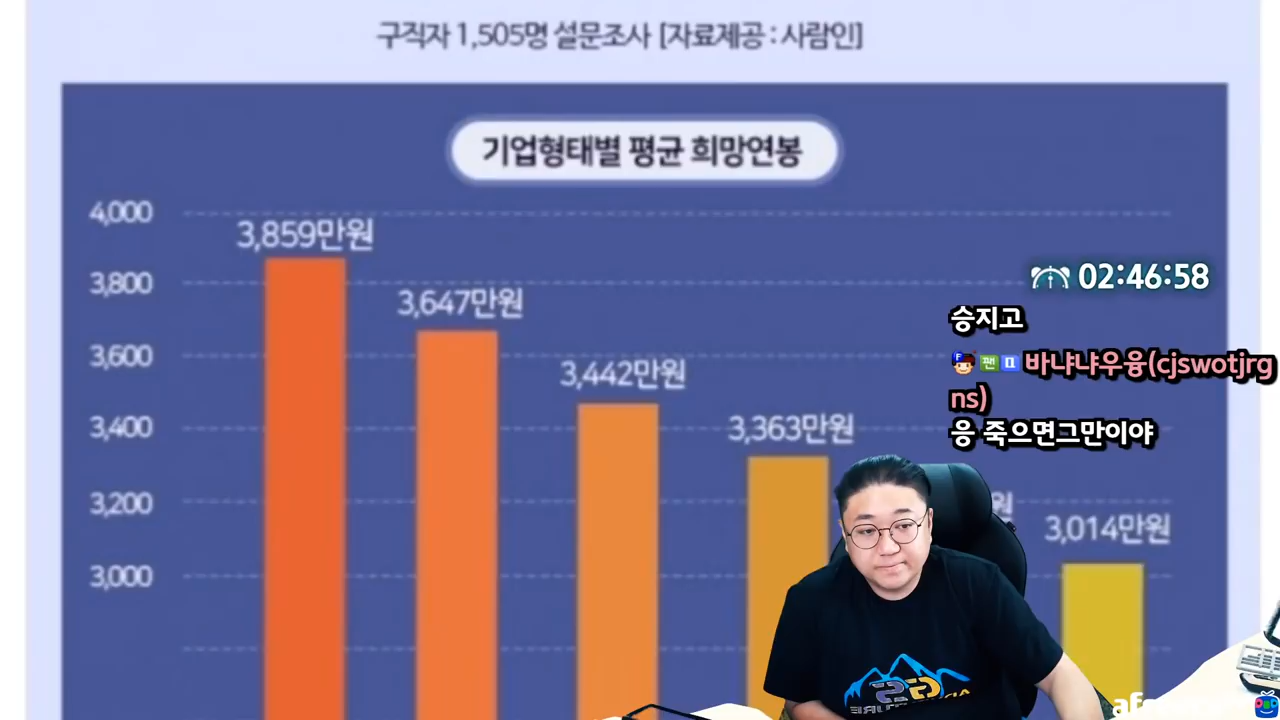 구직자 1,505명 설문조사 [자료제공 : 사람인]
기업형태별 평균 희망연봉
4,000
3,859만원
3,800
02:46:58
3,647만원
승지고
3,600
팬 바냐냐우융(cjswotjrg
ns)
3,442만원
3,400
3,363만원
응 죽으면그만이야
3,200
원
3,014만원
3,000